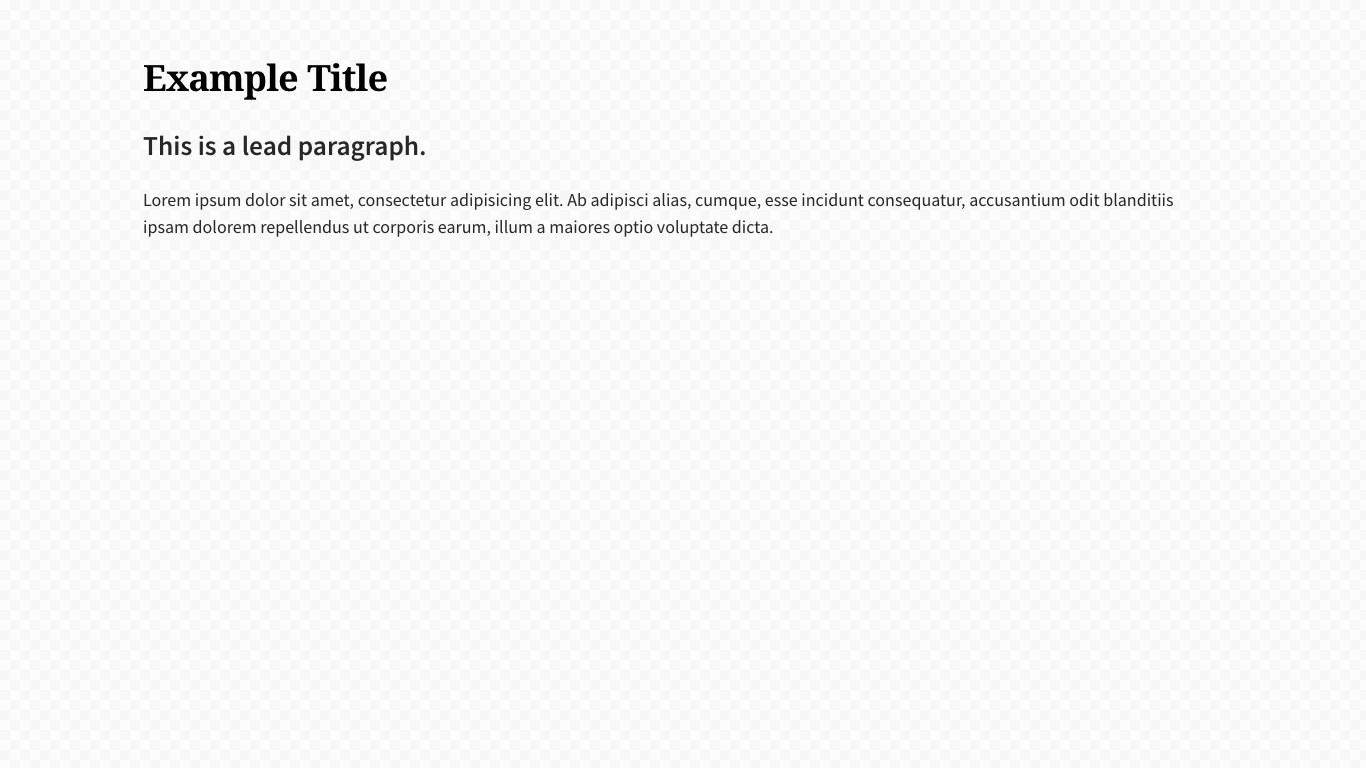 Example Title
This is a lead paragraph.
Lorem ipsum dolor sit amet, consectetur adipisicing elit. Ab adipisci alias, cumque, esse incidunt consequatur, accusantium odit blanditiis
ipsam dolorem repellendus ut corporis earum, illum a maiores optio voluptate dicta.